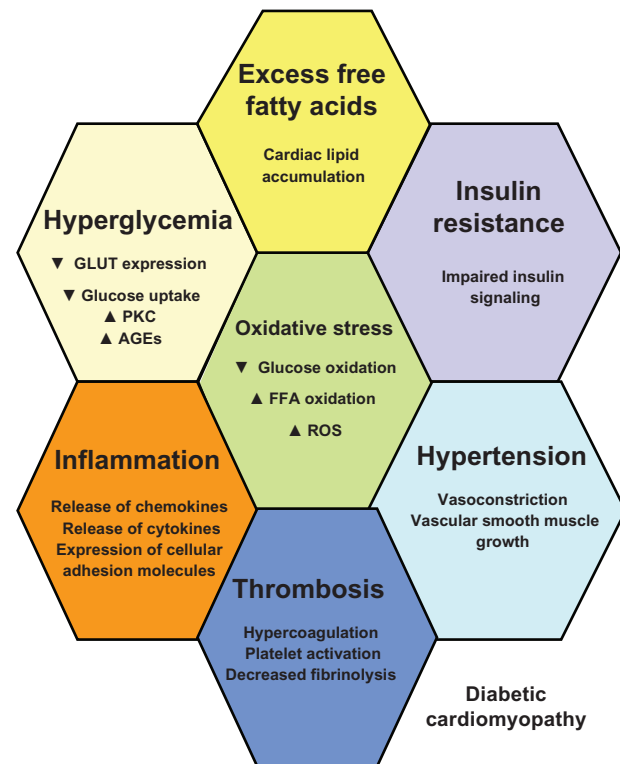 Excess free
fatty acids
Cardiac lipid
accumulation
Hyperglycemia
▼ GLUT expression
▼ Glucose uptake
▲ PKC
▲ AGEs
Insulin
resistance
Impaired insulin
signaling
Oxidative stress
▼ Glucose oxidation
▲ FFA oxidation
▲ ROS
Inflammation
Release of chemokines
Release of cytokines
Expression of cellular
adhesion molecules
Hypertension
Vasoconstriction
Vascular smooth muscle
growth
Thrombosis
Hypercoagulation
Platelet activation
Decreased fibrinolysis
Diabetic
cardiomyopathy